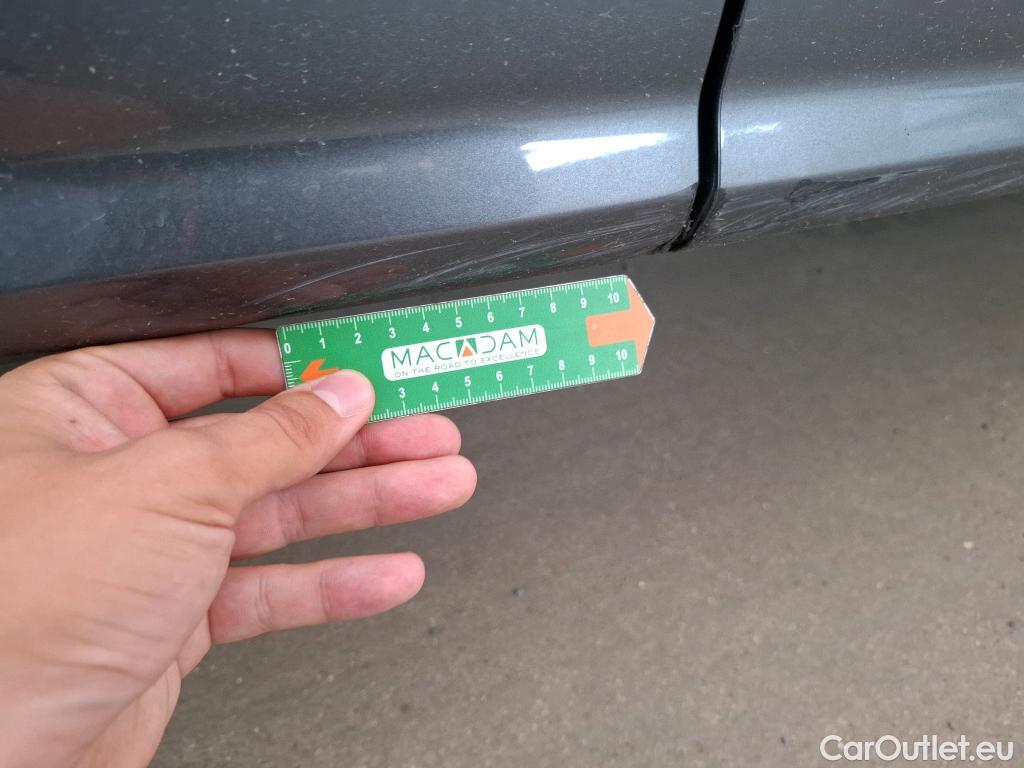 0 1 2 3 4 5 6 7 8 9 10
MACADAM
ON THE ROAD TO EXCELLENCE
3 4 5 6 7 8 9 10
CarOutlet.eu